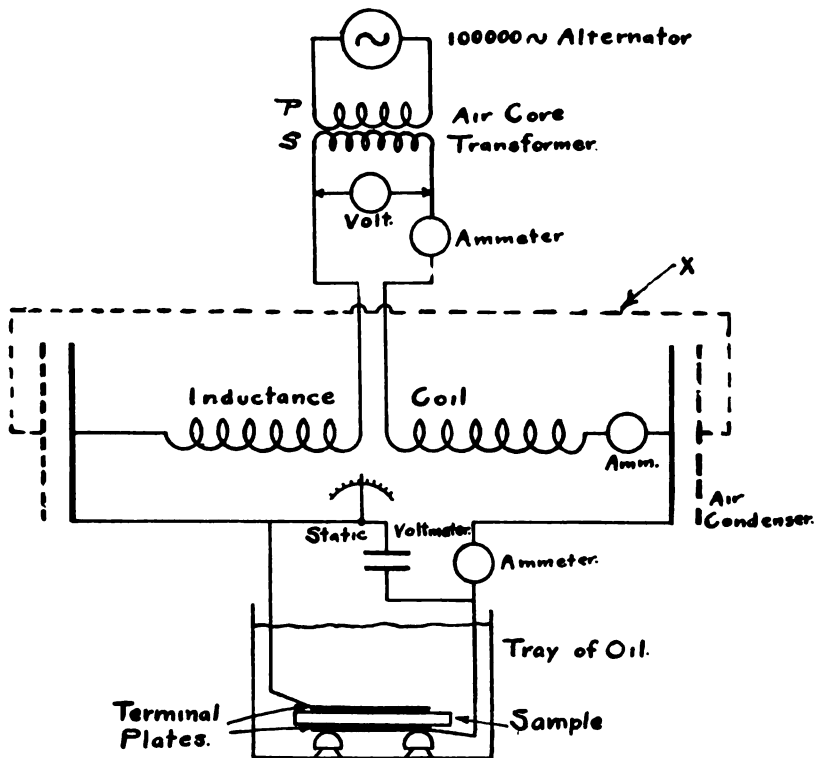 100000~ Alternator
P
Air Core
S
Transformer.
Volt.
Ammeter
X
Inductance
Coil
Amm.
Air
Condenser.
Static
Voltmeter.
Ammeter.
Tray of Oil.
Terminal
Plates.
Sample